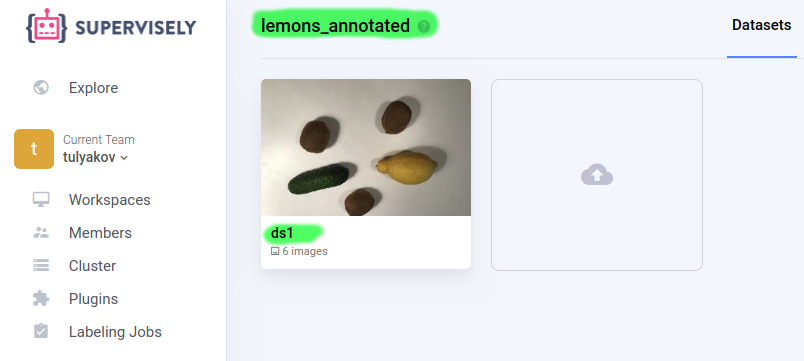 SUPERVISELY
Explore
t
Current Team
tulyakov
Workspaces
Members
Cluster
Plugins
Labeling Jobs
lemons_annotated ?
Datasets
ds1
6 images